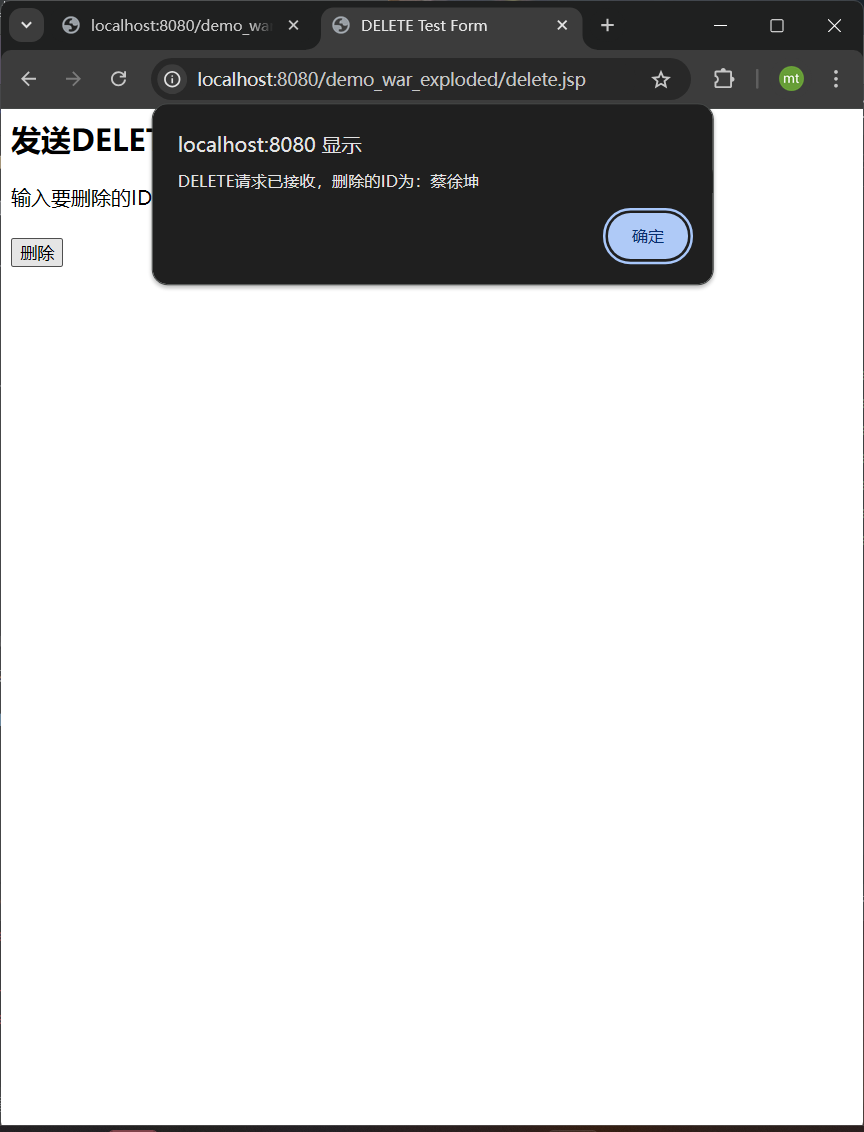 localhost:8080/demo_wa
DELETE Test Form
localhost:8080/demo_war_exploded/delete.jsp
mt
发送DELET
localhost:8080 显示
DELETE请求已接收，删除的ID为：蔡徐坤
输入要删除的ID
确定
删除